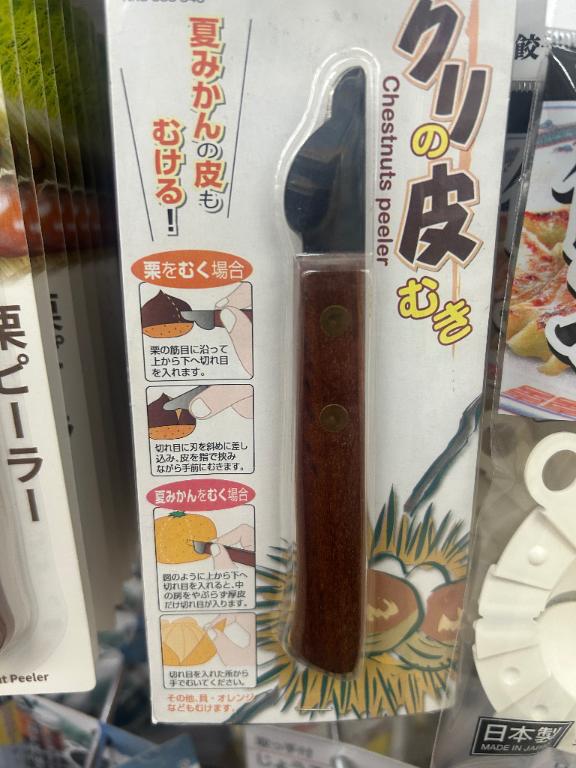 クリの皮むき
Chestnuts peeler
夏みかんの皮も
むける!
栗をむく場合
栗の筋目に沿って
上から下へ切れ目
を入れます。
切れ目に刃を斜めに差し
込み、皮を指で挟み
ながら手前にむきます。
夏みかんをむく場合
図のように上から下へ
切れ目を入れると、中
の房をやぶらず厚皮
だけ切れ目が入ります。
切れ目を入れた所から
手でむいてください。
その他、貝・オレンジ
などもむけます。
栗ピーラー
Peeler
餃
日本製
MADE IN JAPAN